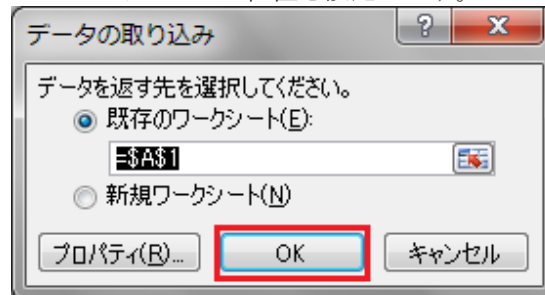 データの取り込み
データを返す先を選択してください。
既存のワークシート(E):
=$A$1
新規ワークシート(N)
プロパティ(R)... OK キャンセル